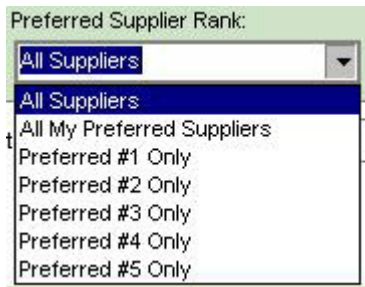 Preferred Supplier Rank:
All Suppliers
All Suppliers
All My Preferred Suppliers
t
Preferred #1 Only
Preferred #2 Only
Preferred #3 Only
Preferred #4 Only
Preferred #5 Only